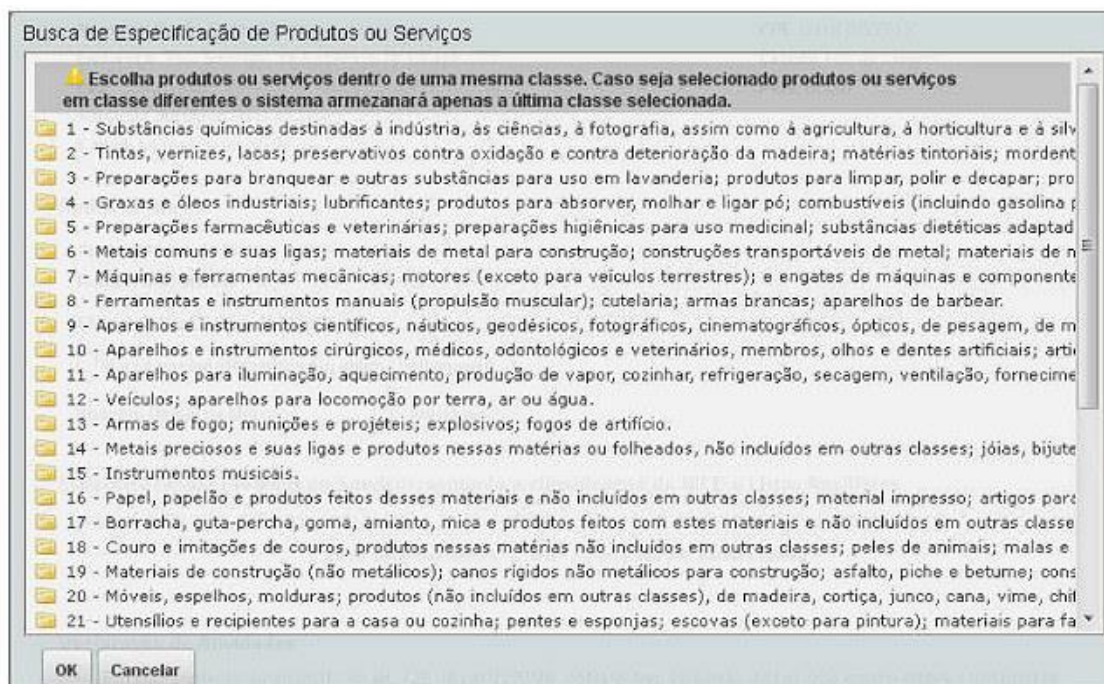 Busca de Especificação de Produtos ou Serviços
Escolha produtos ou serviços dentro de uma mesma classe. Caso seja selecionado produtos ou serviços
em classe diferentes o sistema armezanará apenas a última classe selecionada.
1 - Substâncias químicas destinadas à indústria, às ciências, à fotografia, assim como à agricultura, à horticultura e à silv
2 - Tintas, vernizes, lacas; preservativos contra oxidação e contra deterioração da madeira; matérias tintoriais; mordent
3 - Preparações para branquear e outras substâncias para uso em lavanderia; produtos para limpar, polir e decapar; pro
4 - Graxas e óleos industriais; lubrificantes; produtos para absorver, molhar e ligar pó; combustíveis (incluindo gasolina p
5 - Preparações farmacêuticas e veterinárias; preparações higiênicas para uso medicinal; substâncias dietéticas adaptad
6 - Metais comuns e suas ligas; materiais de metal para construção; construções transportáveis de metal; materiais de n
7 - Máquinas e ferramentas mecânicas; motores (exceto para veículos terrestres); e engates de máquinas e componente
8 - Ferramentas e instrumentos manuais (propulsão muscular); cutelaria; armas brancas; aparelhos de barbear.
9 - Aparelhos e instrumentos científicos, náuticos, geodésicos, fotográficos, cinematográficos, ópticos, de pesagem, de m
10 - Aparelhos e instrumentos cirúrgicos, médicos, odontológicos e veterinários, membros, olhos e dentes artificiais; arti
11 - Aparelhos para iluminação, aquecimento, produção de vapor, cozinhar, refrigeração, secagem, ventilação, fornecime
12 - Veículos; aparelhos para locomoção por terra, ar ou água.
13 - Armas de fogo; munições e projéteis; explosivos; fogos de artifício.
14 - Metais preciosos e suas ligas e produtos nessas matérias ou folheados, não incluídos em outras classes; jóias, bijute
15 - Instrumentos musicais.
16 - Papel, papelão e produtos feitos desses materiais e não incluídos em outras classes; material impresso; artigos para
17 - Borracha, guta-percha, goma, amianto, mica e produtos feitos com estes materiais e não incluídos em outras classe
18 - Couro e imitações de couros, produtos nessas matérias não incluídos em outras classes; peles de animais; malas e
19 - Materiais de construção (não metálicos); canos rígidos não metálicos para construção; asfalto, piche e betume; cons
20 - Móveis, espelhos, molduras; produtos (não incluídos em outras classes), de madeira, cortiça, junco, cana, vime, chif
21 - Utensílios e recipientes para a casa ou cozinha; pentes e esponjas; escovas (exceto para pintura); materiais para fa
OK Cancelar